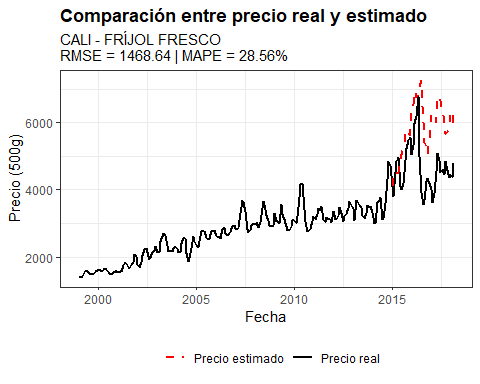 Comparación entre precio real y estimado
CALI - FRÍJOL FRESCO
RMSE = 1468.64 | MAPE = 28.56%
Precio (500g)
6000
4000
2000
2000
2005
2010
2015
Fecha
Precio estimado
Precio real